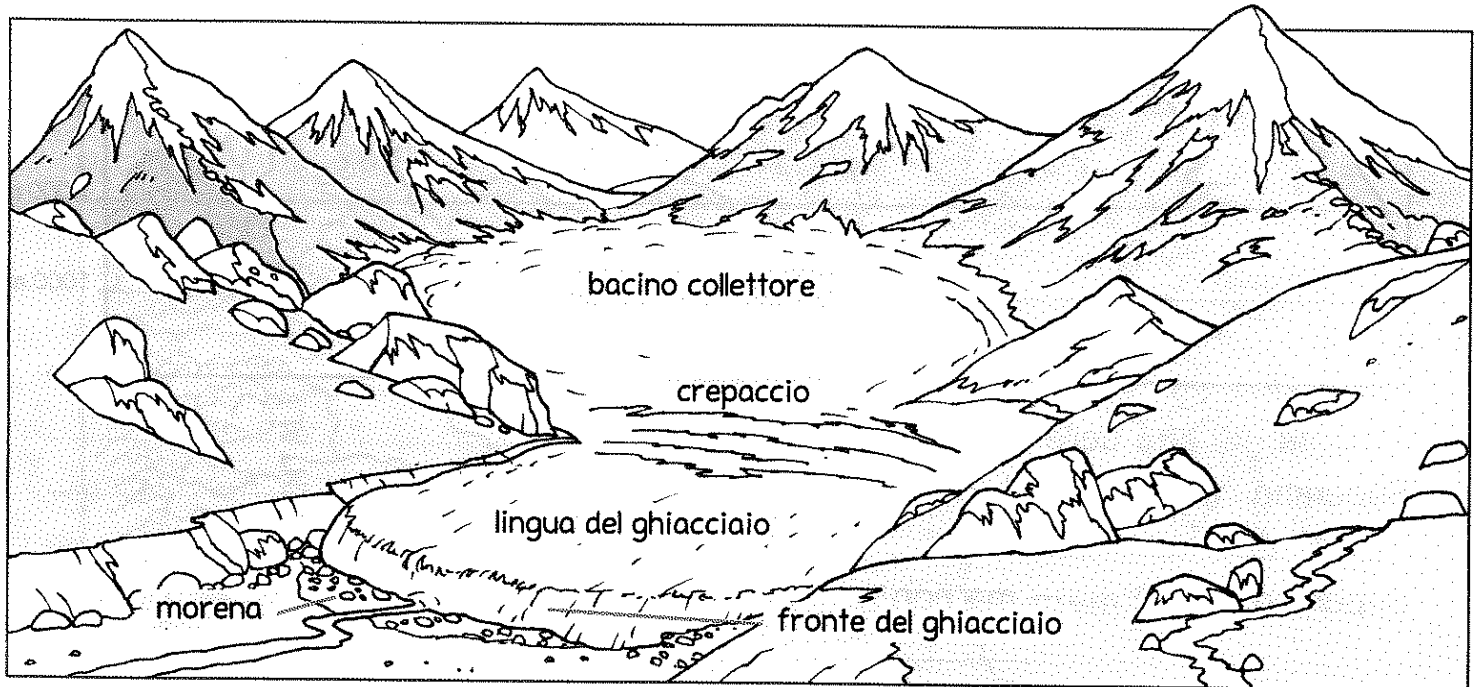 bacino collettore
crepaccio
lingua del ghiacciaio
morena
fronte del ghiacciaio